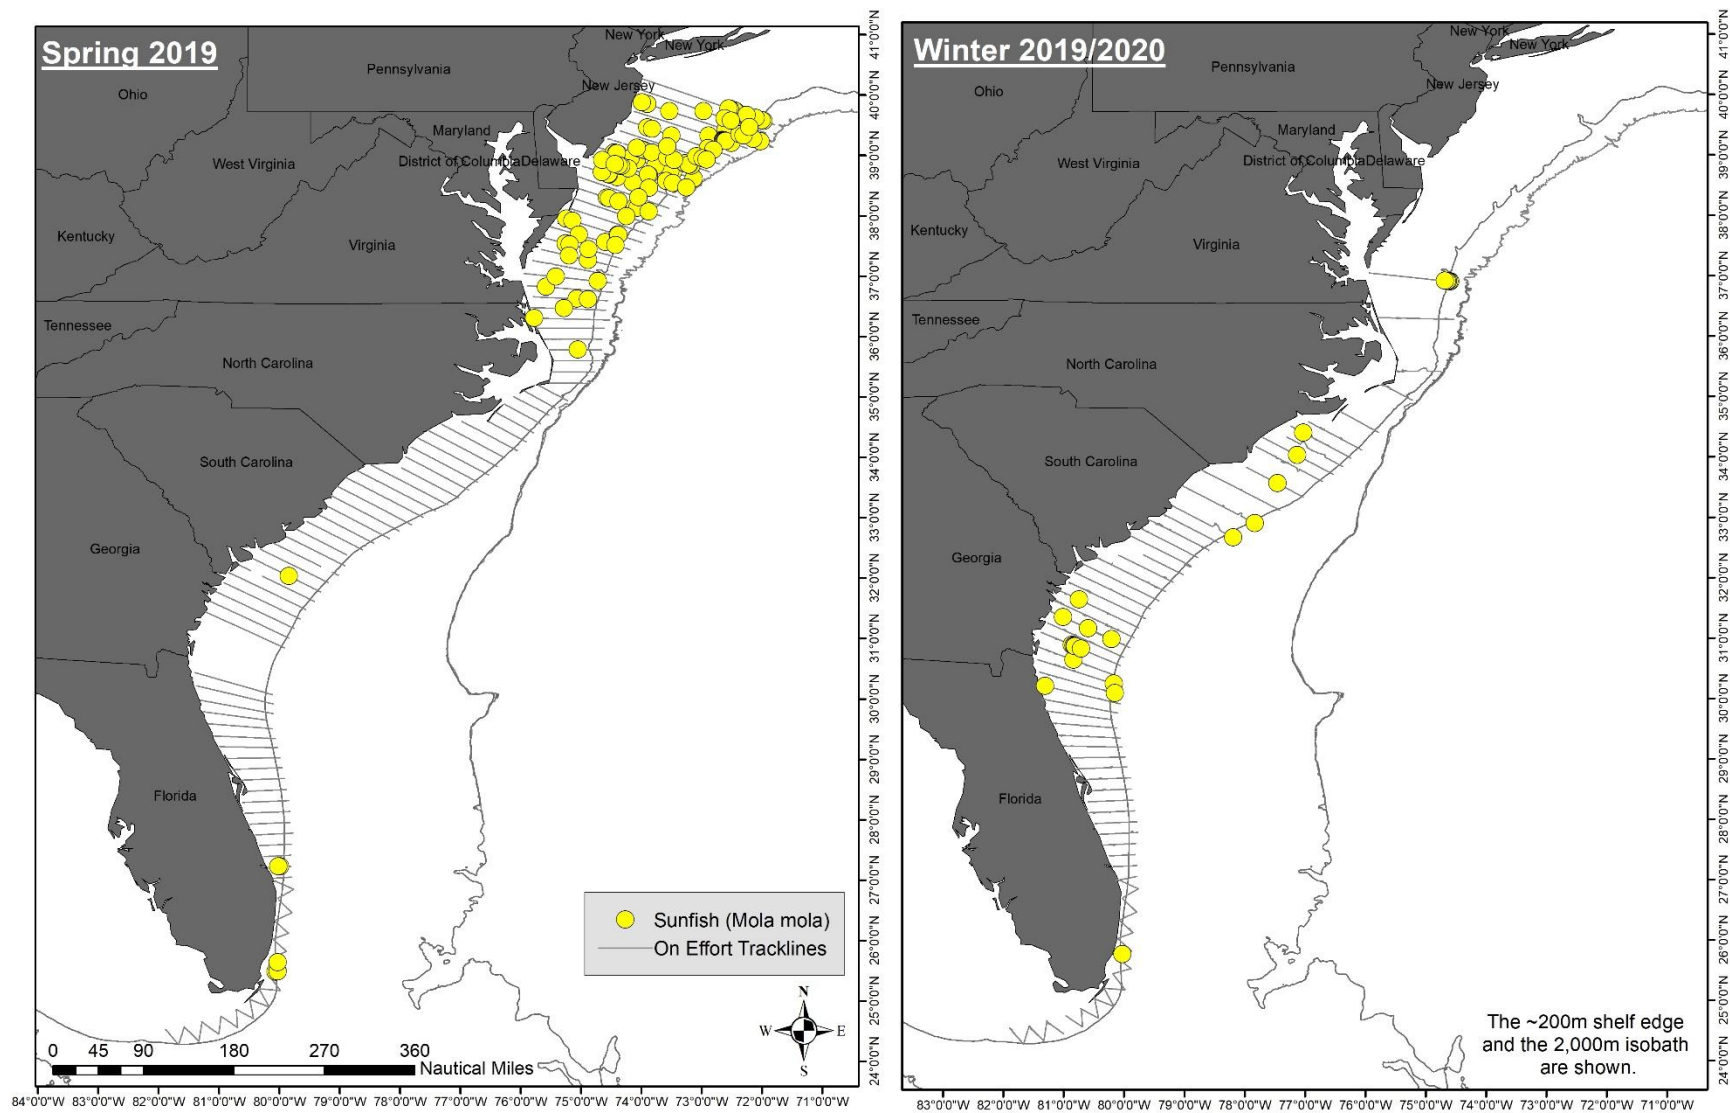 Spring 2019
New York
New York
Pennsylvania
New Jersey
Ohio
Maryland
West Virginia
District of Columbia
Delaware
Kentucky
Virginia
Tennessee
North Carolina
South Carolina
Georgia
Florida
Sunfish (Mola mola)
On Effort Tracklines
N
W E
S
0 45 90 180 270 360
Nautical Miles
84°0'0"W 83°0'0"W 82°0'0"W 81°0'0"W 80°0'0"W 79°0'0"W 78°0'0"W 77°0'0"W 76°0'0"W 75°0'0"W 74°0'0"W 73°0'0"W 72°0'0"W 71°0'0"W
41°0'0"N
40°0'0"N
39°0'0"N
38°0'0"N
37°0'0"N
36°0'0"N
35°0'0"N
34°0'0"N
33°0'0"N
32°0'0"N
31°0'0"N
30°0'0"N
29°0'0"N
28°0'0"N
27°0'0"N
26°0'0"N
25°0'0"N
24°0'0"N
Winter 2019/2020
New York
New York
Pennsylvania
New Jersey
Ohio
Maryland
West Virginia
District of Columbia
Delaware
Kentucky
Virginia
Tennessee
North Carolina
South Carolina
Georgia
Florida
The ~200m shelf edge
and the 2,000m isobath
are shown.
83°0'0"W 82°0'0"W 81°0'0"W 80°0'0"W 79°0'0"W 78°0'0"W 77°0'0"W 76°0'0"W 75°0'0"W 74°0'0"W 73°0'0"W 72°0'0"W 71°0'0"W
41°0'0"N
40°0'0"N
39°0'0"N
38°0'0"N
37°0'0"N
36°0'0"N
35°0'0"N
34°0'0"N
33°0'0"N
32°0'0"N
31°0'0"N
30°0'0"N
29°0'0"N
28°0'0"N
27°0'0"N
26°0'0"N
25°0'0"N
24°0'0"N